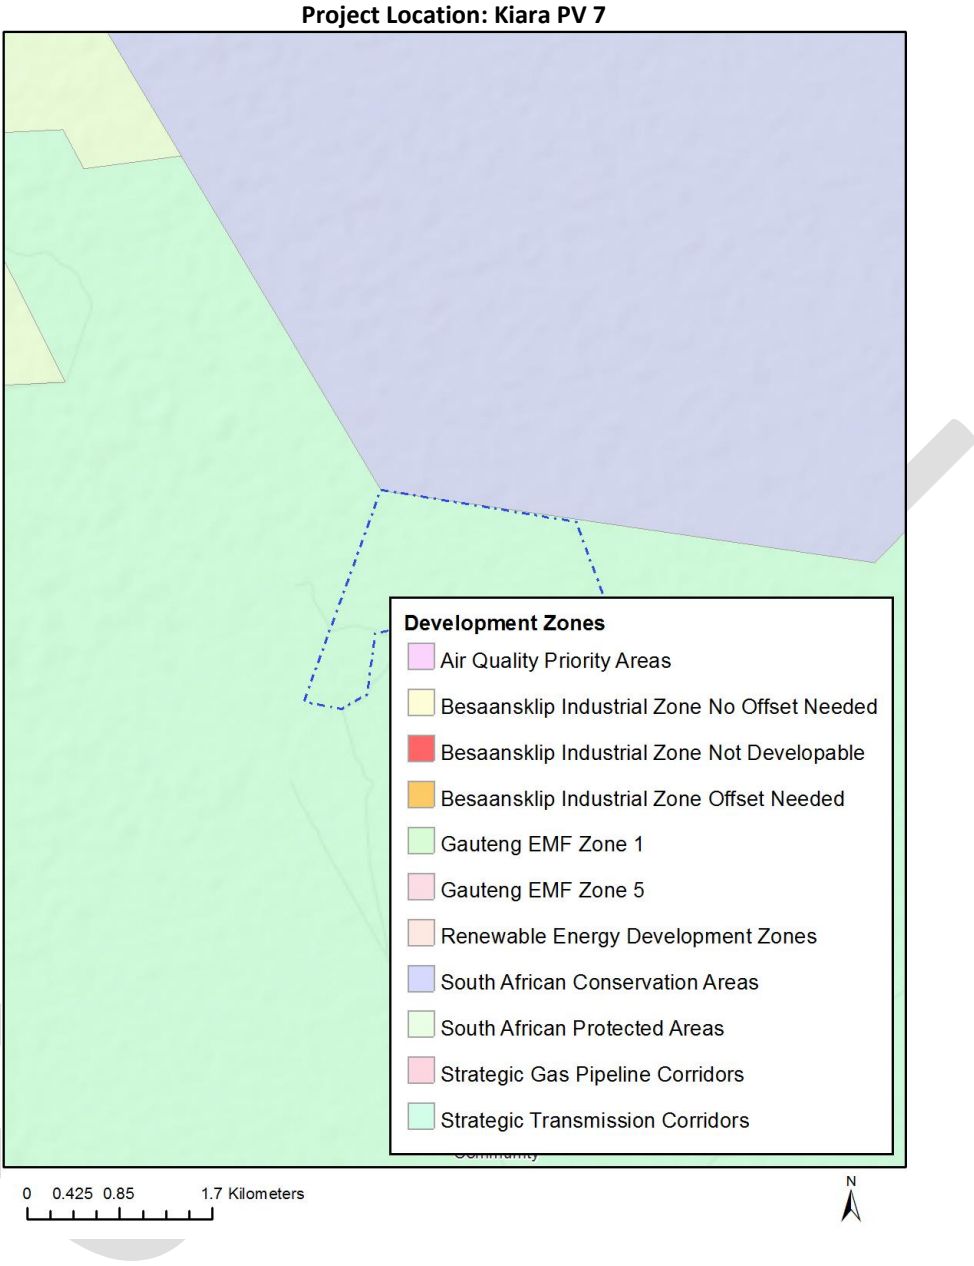 Project Location: Kiara PV 7
Development Zones
Air Quality Priority Areas
Besaansklip Industrial Zone No Offset Needed
Besaansklip Industrial Zone Not Developable
Besaansklip Industrial Zone Offset Needed
Gauteng EMF Zone 1
Gauteng EMF Zone 5
Renewable Energy Development Zones
South African Conservation Areas
South African Protected Areas
Strategic Gas Pipeline Corridors
Strategic Transmission Corridors
Community
0 0.425 0.85 1.7 Kilometers
N